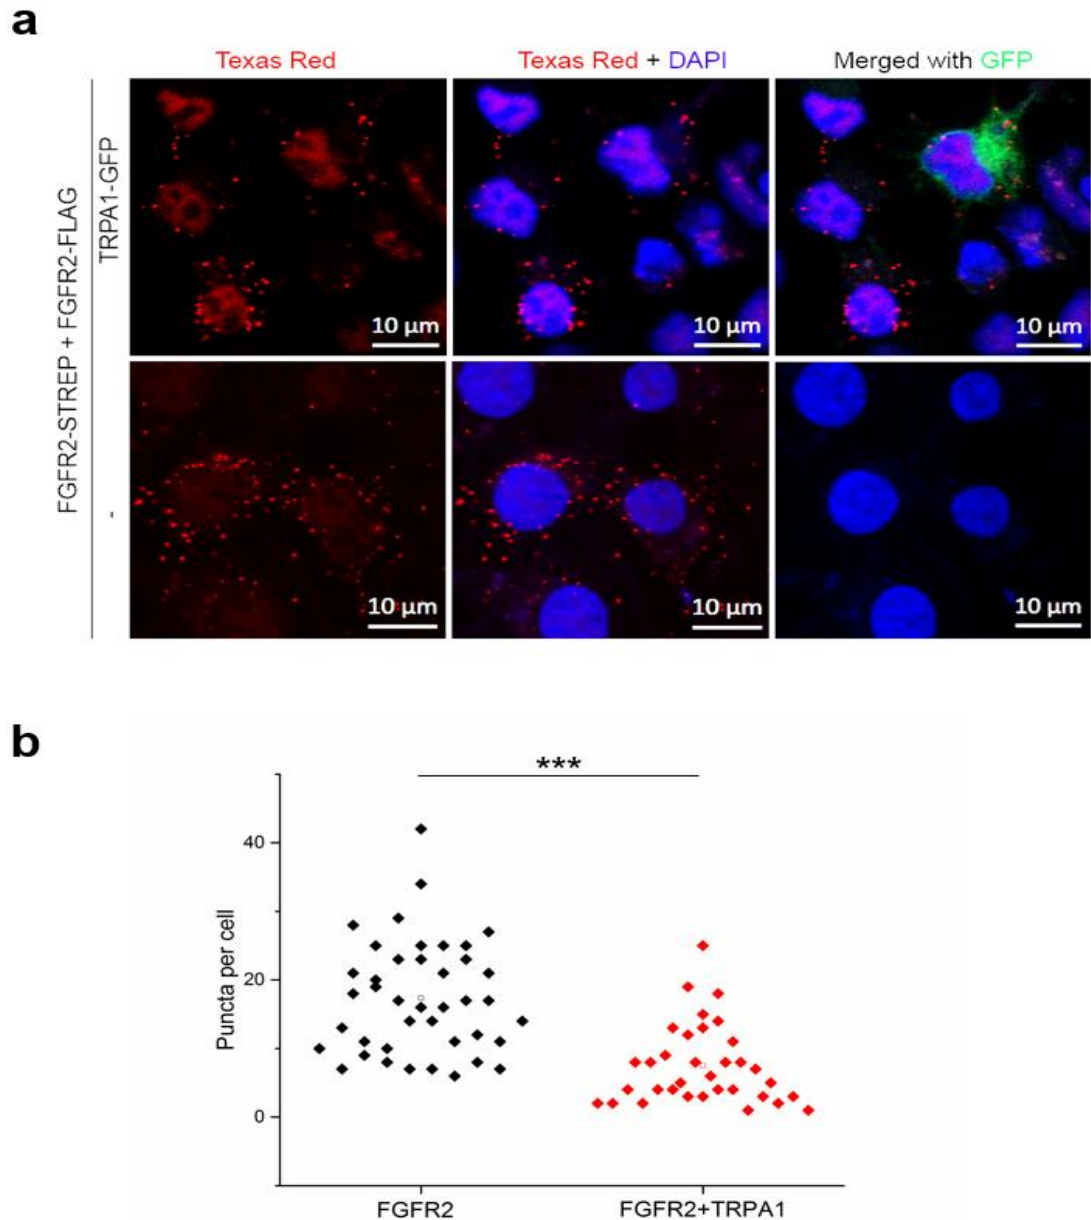 a
Texas Red
Texas Red + DAPI
Merged with GFP
FGFR2-STREP + FGFR2-FLAG
TRPA1-GFP
-
10 μm
10 μm
10 μm
10 μm
10 μm
10 μm
b
***
Puncta per cell
40
20
0
FGFR2
FGFR2+TRPA1